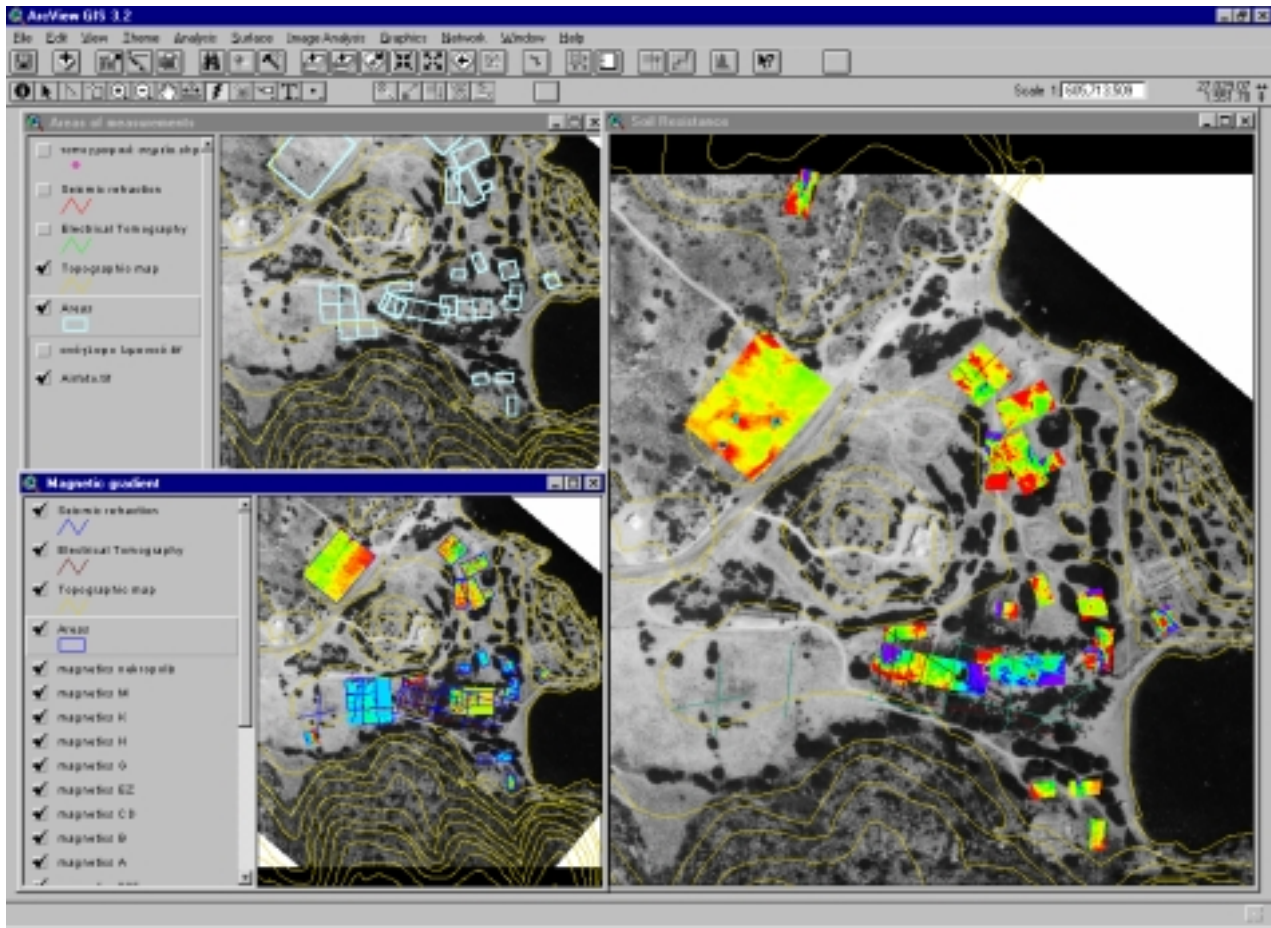 ArcView GIS 3.2
File Edit View Theme Analysis Surface Image Analysis Graphics Network Window Help
Scale 1:
Areas of measurements
Seismic refraction
Electrical Tomography
Topographic map
Areas
Soil Resistance
Magnetic gradient
Seismic refraction
Electrical Tomography
Topographic map
Areas
magnetics nekropolis
magnetics M
magnetics K
magnetics H
magnetics G
magnetics EZ
magnetics CD
magnetics B
magnetics A